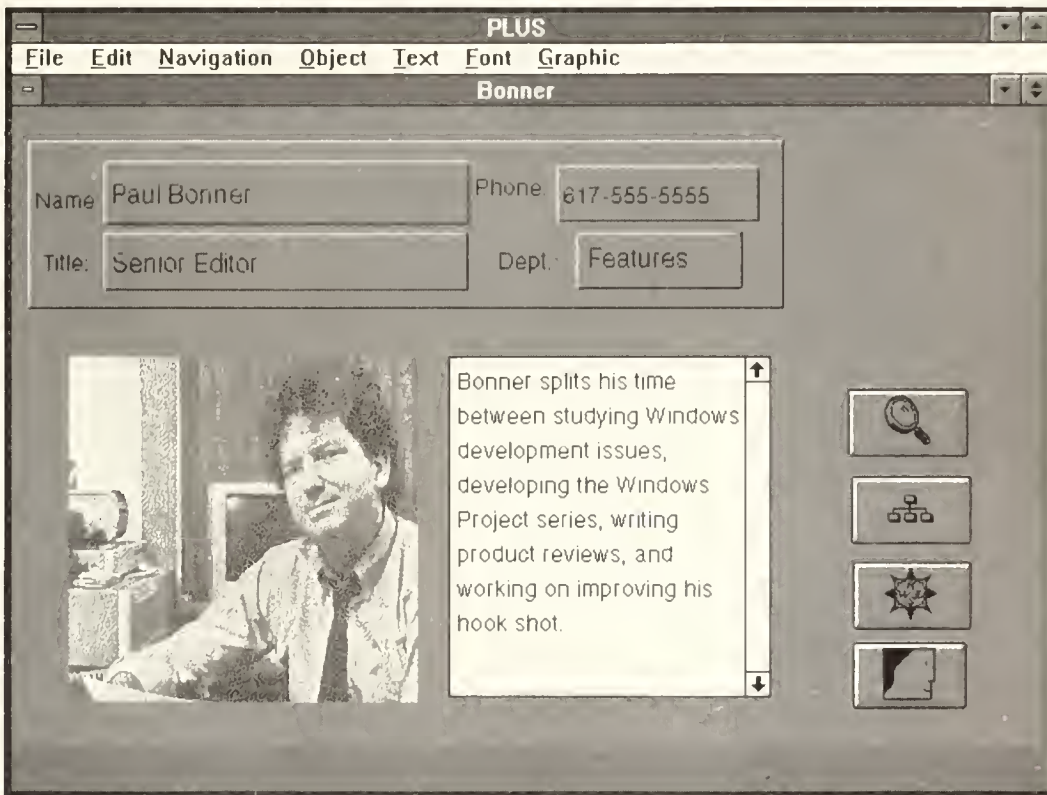 PLUS
File Edit Navigation Object Text Font Graphic
Bonner
Name Paul Bonner Phone: 617-555-5555
Title: Senior Editor Dept.: Features
Bonner splits his time
between studying Windows
development issues,
developing the Windows
Project series, writing
product reviews, and
working on improving his
hook shot.